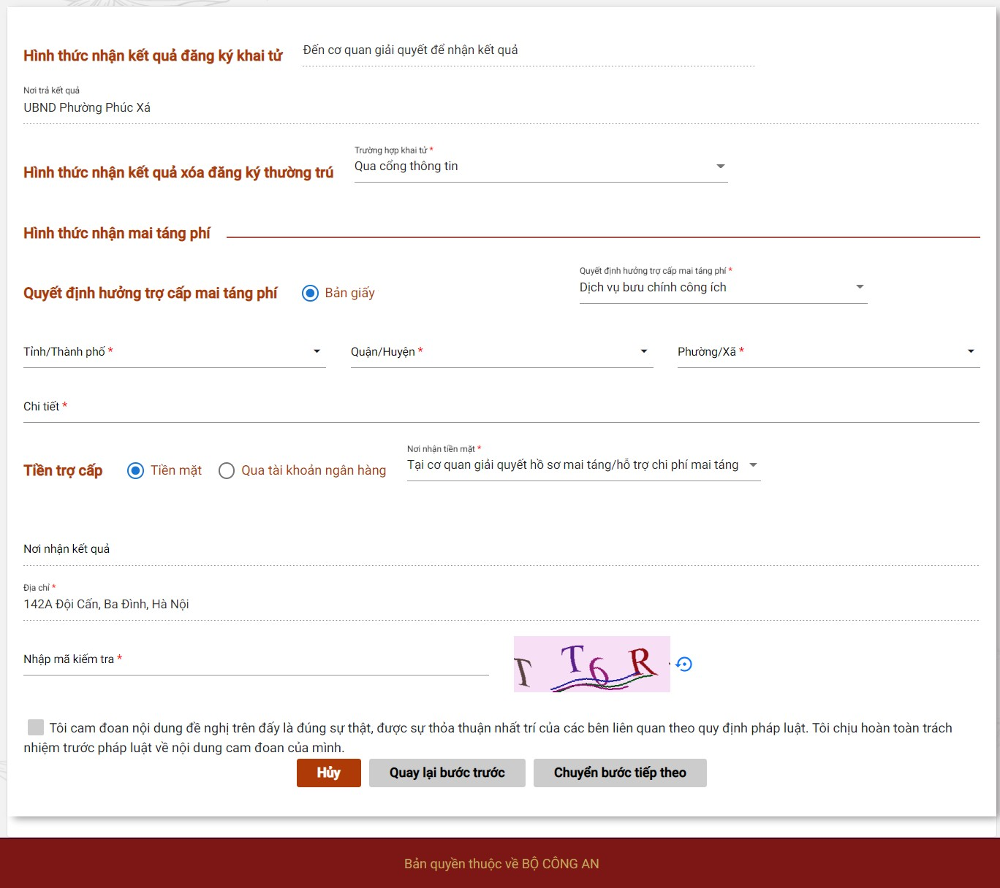 Hình thức nhận kết quả đăng ký khai tử
Đến cơ quan giải quyết để nhận kết quả
Nơi trả kết quả
UBND Phường Phúc Xá
Hình thức nhận kết quả xóa đăng ký thường trú
Trường hợp khai tử *
Qua cổng thông tin
Hình thức nhận mai táng phí
Quyết định hưởng trợ cấp mai táng phí
Bản giấy
Quyết định hưởng trợ cấp mai táng phí *
Dịch vụ bưu chính công ích
Tỉnh/Thành phố *
Quận/Huyện *
Phường/Xã *
Chi tiết *
Tiền trợ cấp
Tiền mặt
Qua tài khoản ngân hàng
Nơi nhận tiền mặt *
Tại cơ quan giải quyết hồ sơ mai táng/hỗ trợ chi phí mai táng
Nơi nhận kết quả
Địa chỉ *
142A Đội Cấn, Ba Đình, Hà Nội
Nhập mã kiểm tra *
T T 6 R
Tôi cam đoan nội dung đề nghị trên đấy là đúng sự thật, được sự thỏa thuận nhất trí của các bên liên quan theo quy định pháp luật. Tôi chịu hoàn toàn trách
nhiệm trước pháp luật về nội dung cam đoan của mình.
Hủy
Quay lại bước trước
Chuyển bước tiếp theo
Bản quyền thuộc về BỘ CÔNG AN